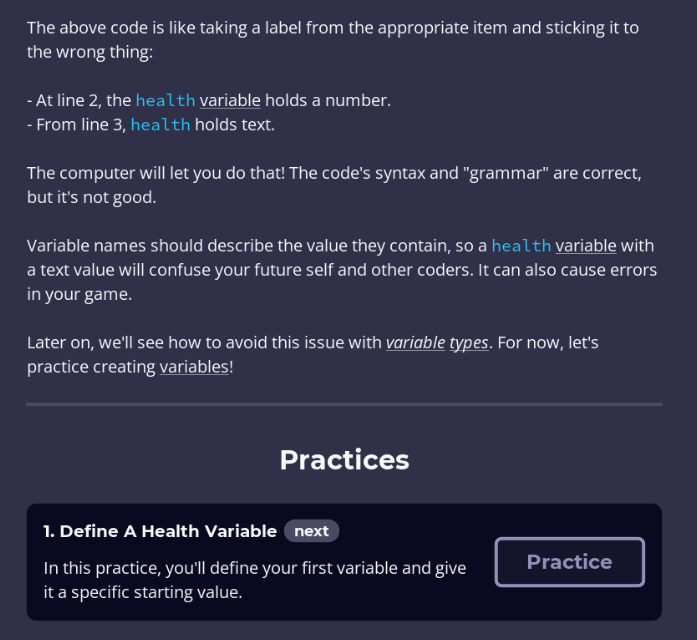 The above code is like taking a label from the appropriate item and sticking it to
the wrong thing:
- At line 2, the health variable holds a number.
- From line 3, health holds text.
The computer will let you do that! The code's syntax and "grammar" are correct,
but it's not good.
Variable names should describe the value they contain, so a health variable with
a text value will confuse your future self and other coders. It can also cause errors
in your game.
Later on, we'll see how to avoid this issue with variable types. For now, let's
practice creating variables!
Practices
1. Define A Health Variable next
In this practice, you'll define your first variable and give
it a specific starting value.
Practice